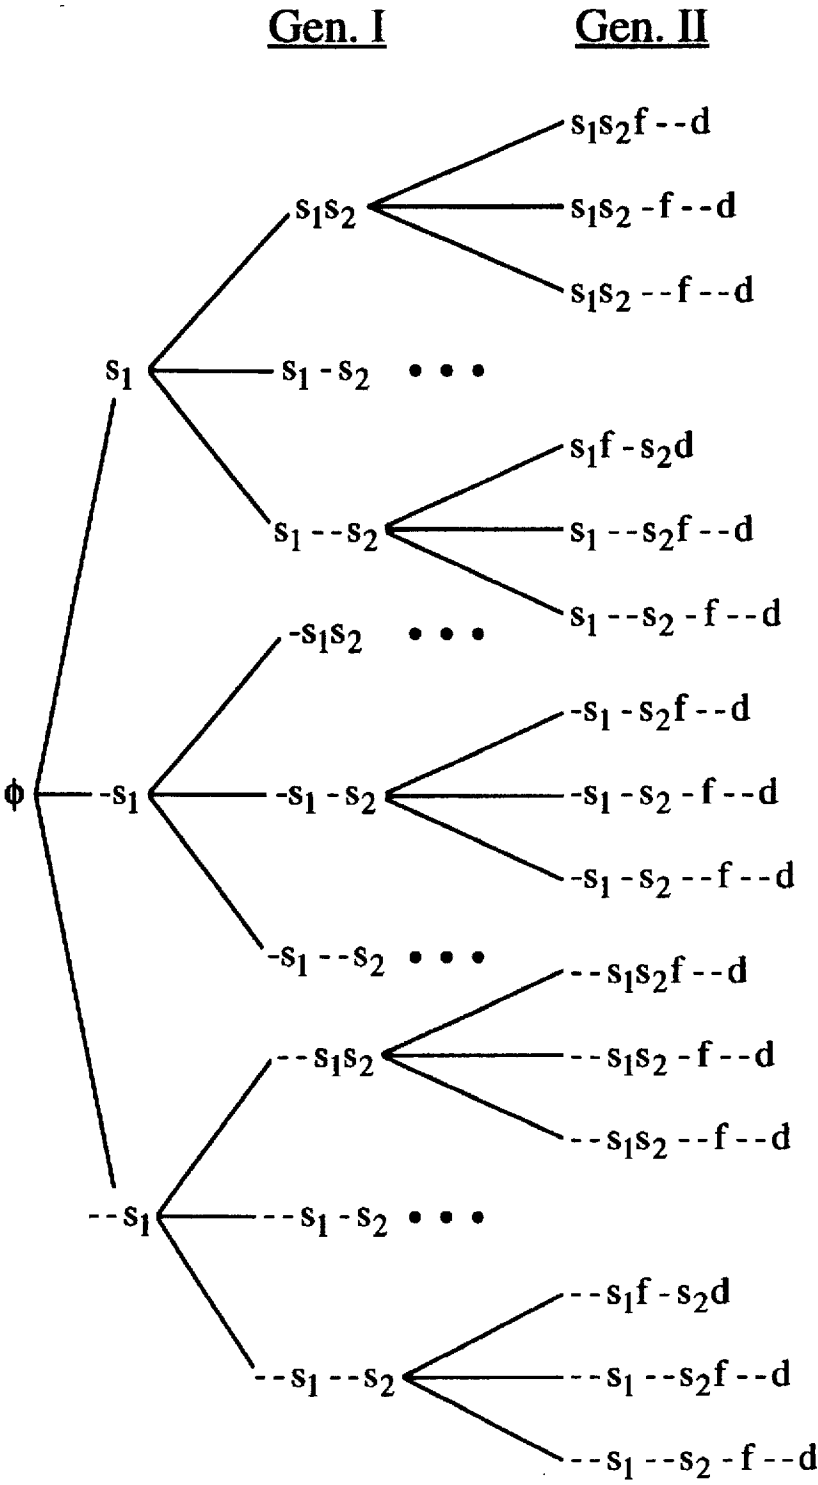 Gen. I Gen. II
s₁s₂f--d
s₁s₂ s₁s₂-f--d
s₁s₂--f--d
s₁ s₁-s₂ • • •
s₁f-s₂d
s₁--s₂ s₁--s₂f--d
s₁--s₂-f--d
-s₁s₂ • • •
-s₁-s₂f--d
ϕ -s₁ -s₁-s₂ -s₁-s₂-f--d
-s₁-s₂--f--d
-s₁--s₂ • • •
--s₁s₂f--d
--s₁s₂ --s₁s₂-f--d
--s₁s₂--f--d
--s₁ --s₁-s₂ • • •
--s₁f-s₂d
--s₁--s₂ --s₁--s₂f--d
--s₁--s₂-f--d